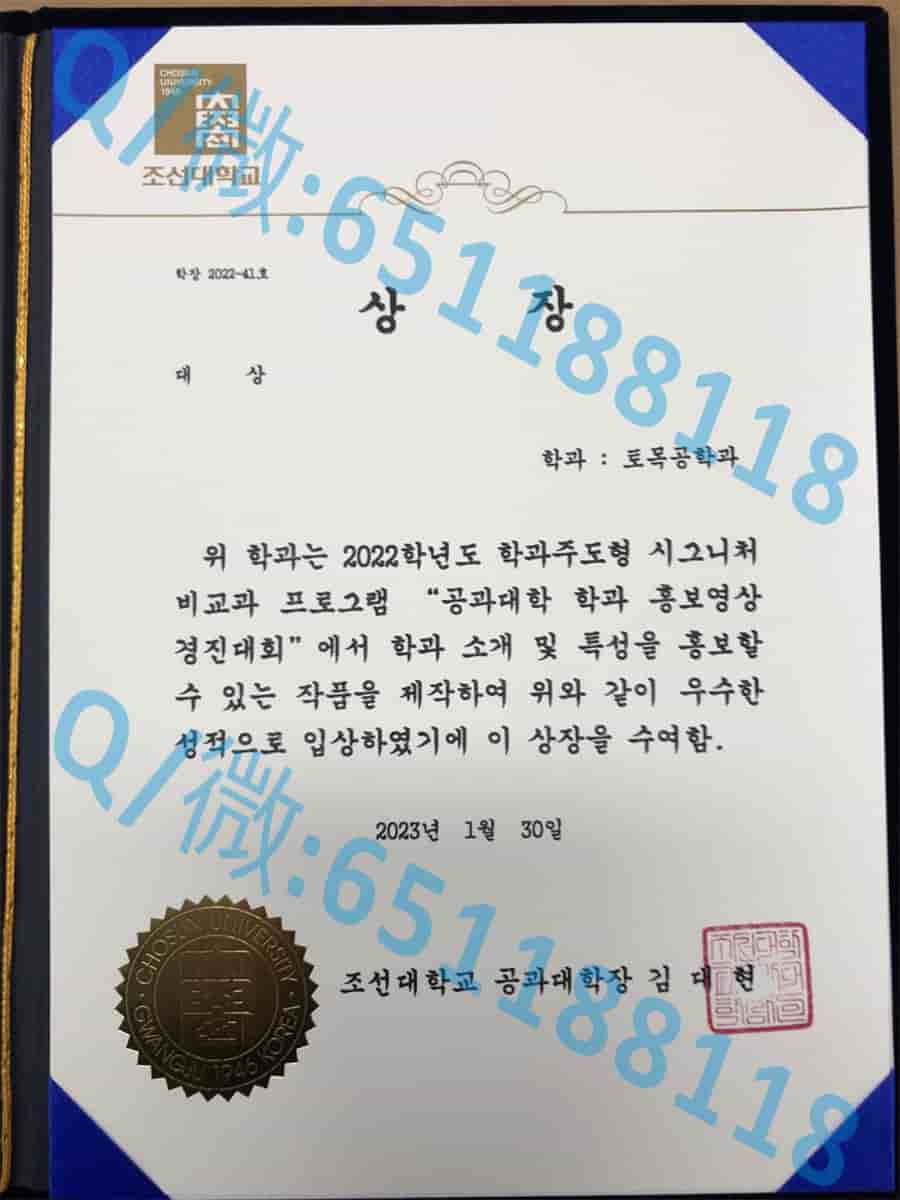 CHOSUN
UNIVERSITY
1946
조선대학교
학장 2022-41호
상 장
대 상
학과 : 토목공학과
위 학과는 2022학년도 학과주도형 시그니처
비교과 프로그램 “공과대학 학과 홍보영상
경진대회”에서 학과 소개 및 특성을 홍보할
수 있는 작품을 제작하여 위와 같이 우수한
성적으로 입상하였기에 이 상장을 수여함.
2023년 1월 30일
조선대학교 공과대학장 김 대 현
CHOSUN UNIVERSITY
GWANGJU 1946 KOREA
Q/微:651188118
Q/微:651188118